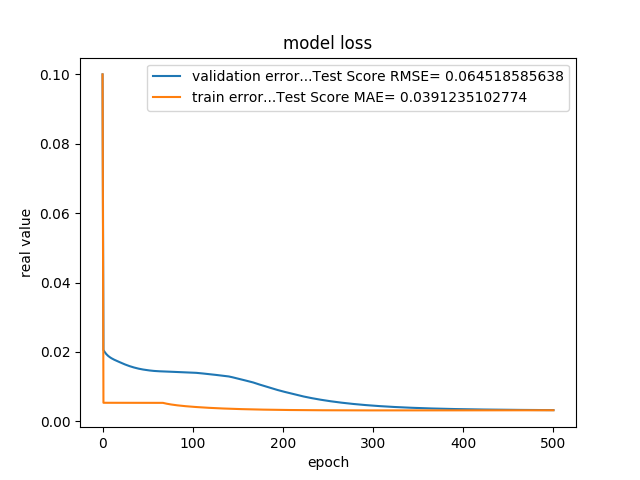 model loss
validation error...Test Score RMSE= 0.064518585638
train error...Test Score MAE= 0.0391235102774
0.10
0.08
0.06
0.04
0.02
0.00
real value
0 100 200 300 400 500
epoch